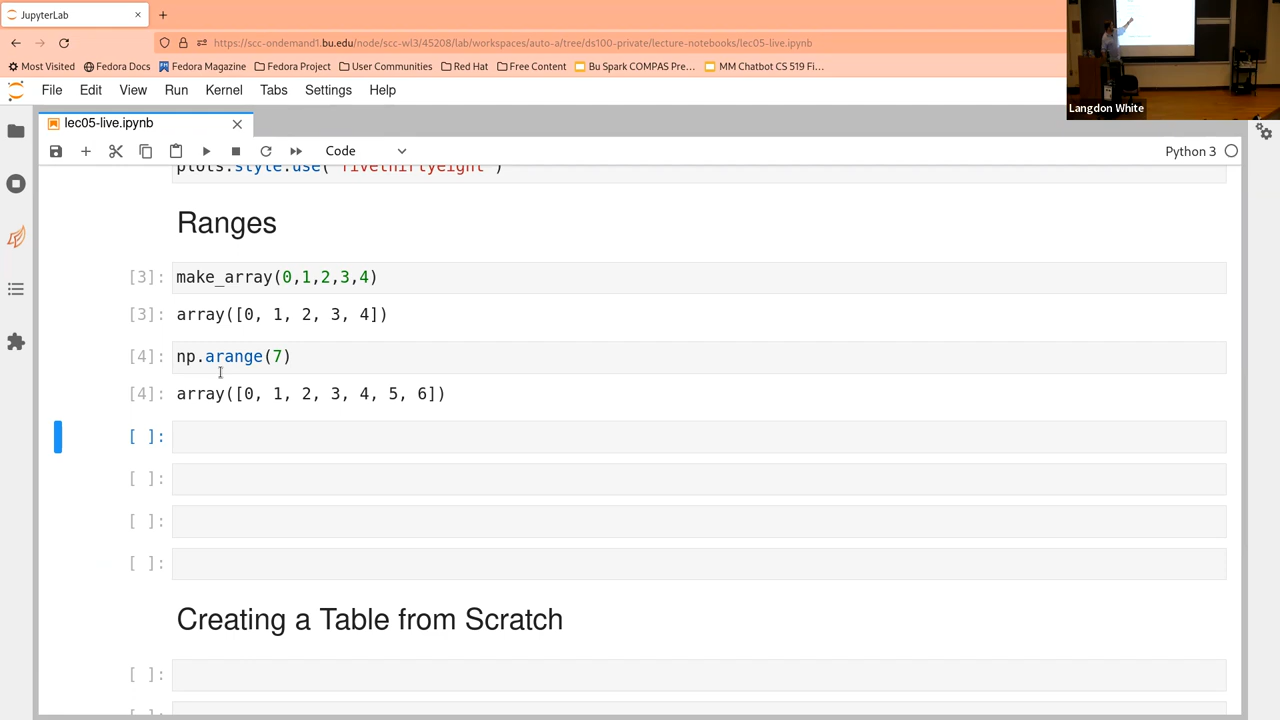 JupyterLab
https://scc-ondemand1.bu.edu/node/scc-wl3/45208/lab/workspaces/auto-a/tree/ds100-private/lecture-notebooks/lec05-live.ipynb
Most Visited Fedora Docs Fedora Magazine Fedora Project User Communities Red Hat Free Content Bu Spark COMPAS Pre... MM Chatbot CS 519 Fi...
Langdon White
File Edit View Run Kernel Tabs Settings Help
lec05-live.ipynb
Code Python 3
plots.style.use("fivethirtyeight")
Ranges
[3]: make_array(0,1,2,3,4)
[3]: array([0, 1, 2, 3, 4])
[4]: np.arange(7)
[4]: array([0, 1, 2, 3, 4, 5, 6])
[ ]:
[ ]:
[ ]:
[ ]:
Creating a Table from Scratch
[ ]:
[ ]: